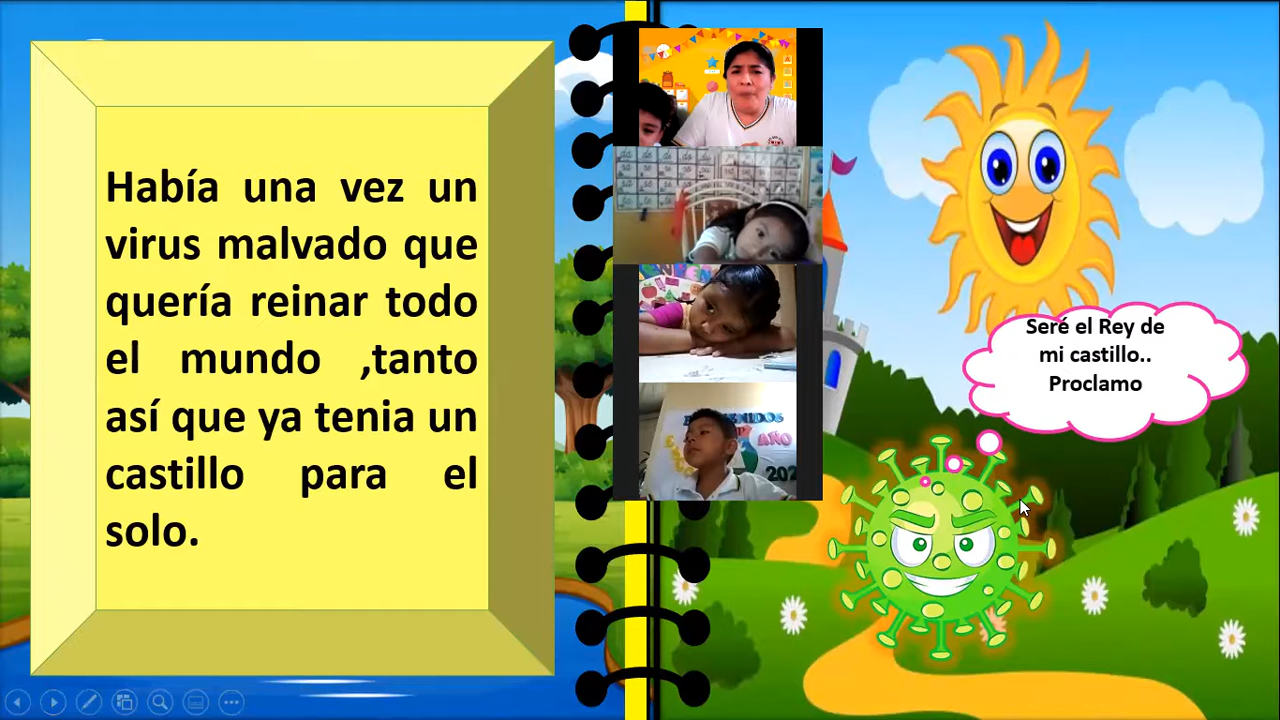 Había una vez un
virus malvado que
quería reinar todo
el mundo ,tanto
así que ya tenia un
castillo para el
solo.
Seré el Rey de
mi castillo..
Proclamo
AÑO